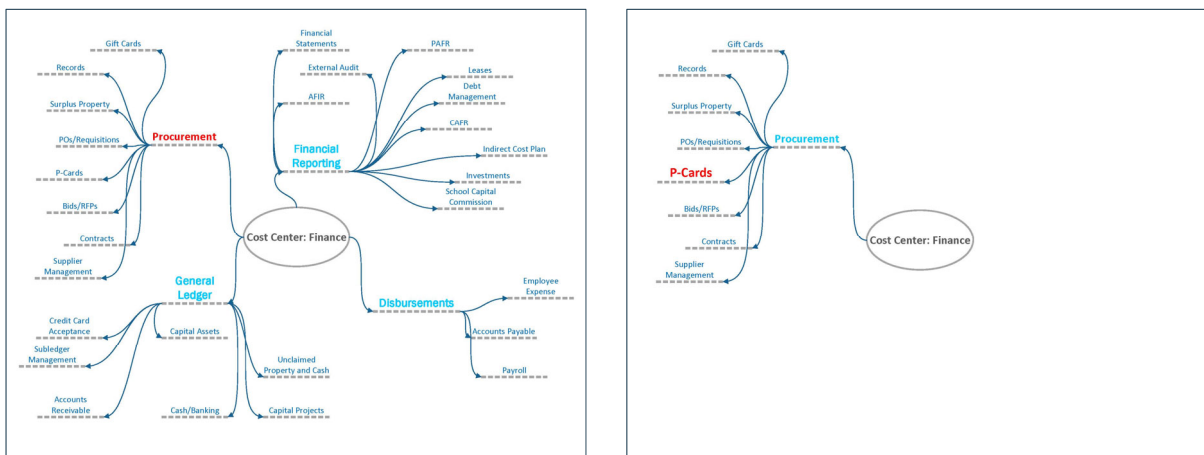 Gift Cards
Records
Surplus Property
POs/Requisitions
P-Cards
Bids/RFPs
Contracts
Supplier
Management
Procurement
Financial
Statements
External Audit
AFIR
Financial
Reporting
PAFR
Leases
Debt
Management
CAFR
Indirect Cost Plan
Investments
School Capital
Commission
Cost Center: Finance
General
Ledger
Credit Card
Acceptance
Subledger
Management
Accounts
Receivable
Capital Assets
Cash/Banking
Unclaimed
Property and Cash
Capital Projects
Disbursements
Employee
Expense
Accounts Payable
Payroll
Gift Cards
Records
Surplus Property
POs/Requisitions
P-Cards
Bids/RFPs
Contracts
Supplier
Management
Procurement
Cost Center: Finance